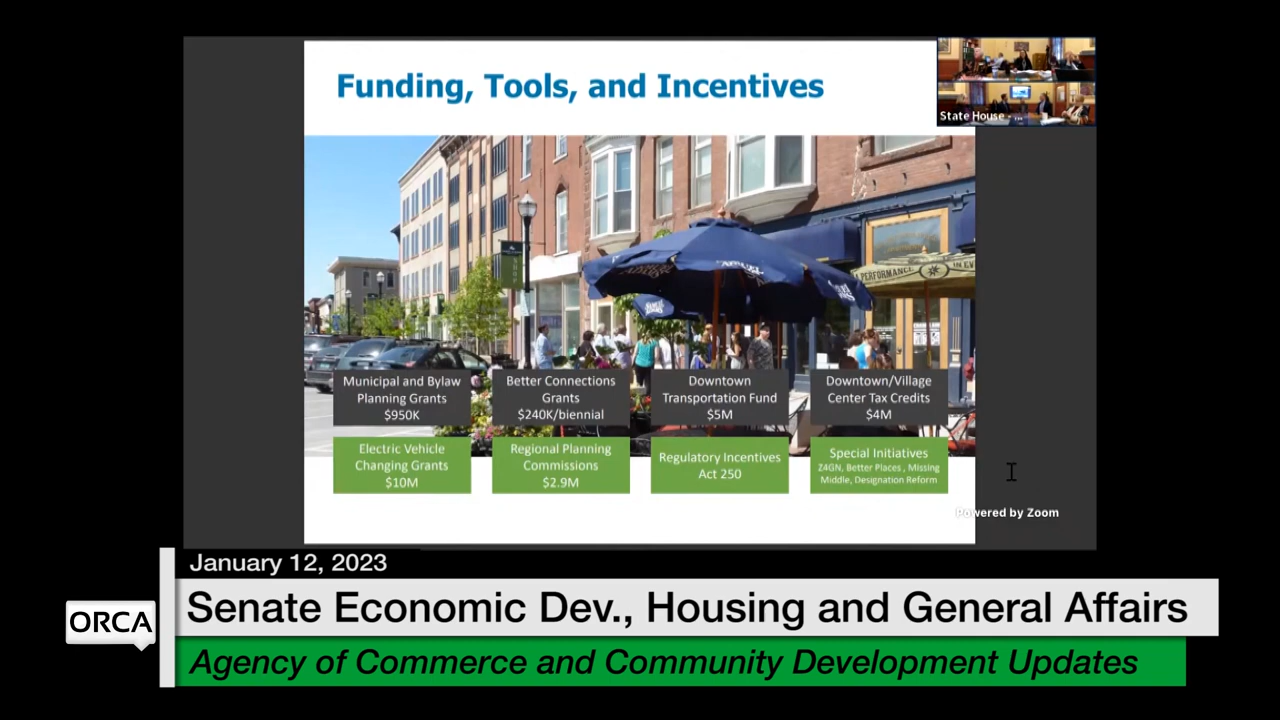 Funding, Tools, and Incentives
State House - ...
PERFORMANCE
Municipal and Bylaw
Planning Grants
$950K
Better Connections
Grants
$240K/biennial
Downtown
Transportation Fund
$5M
Downtown/Village
Center Tax Credits
$4M
Electric Vehicle
Changing Grants
$10M
Regional Planning
Commissions
$2.9M
Regulatory Incentives
Act 250
Special Initiatives
Z4GN, Better Places , Missing
Middle, Designation Reform
Powered by Zoom
January 12, 2023
ORCA
Senate Economic Dev., Housing and General Affairs
Agency of Commerce and Community Development Updates